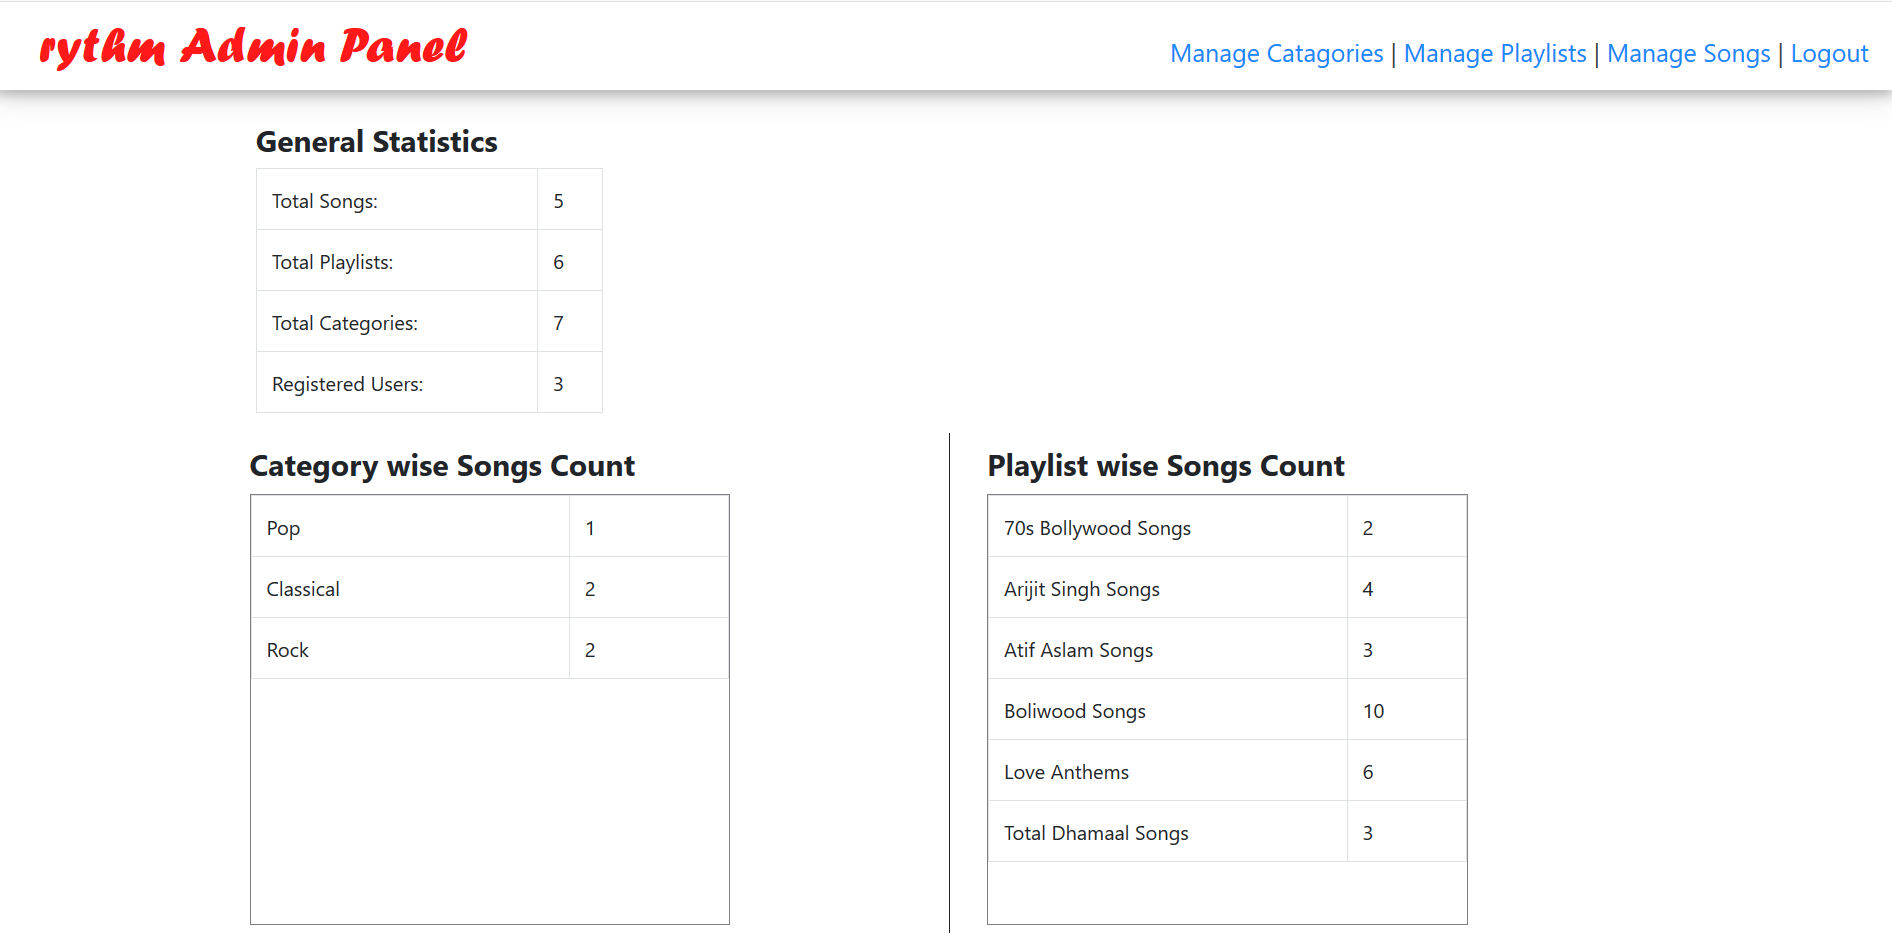 rythm Admin Panel
Manage Catagories | Manage Playlists | Manage Songs | Logout
General Statistics
Total Songs: 5
Total Playlists: 6
Total Categories: 7
Registered Users: 3
Category wise Songs Count
Pop 1
Classical 2
Rock 2
Playlist wise Songs Count
70s Bollywood Songs 2
Arijit Singh Songs 4
Atif Aslam Songs 3
Boliwood Songs 10
Love Anthems 6
Total Dhamaal Songs 3